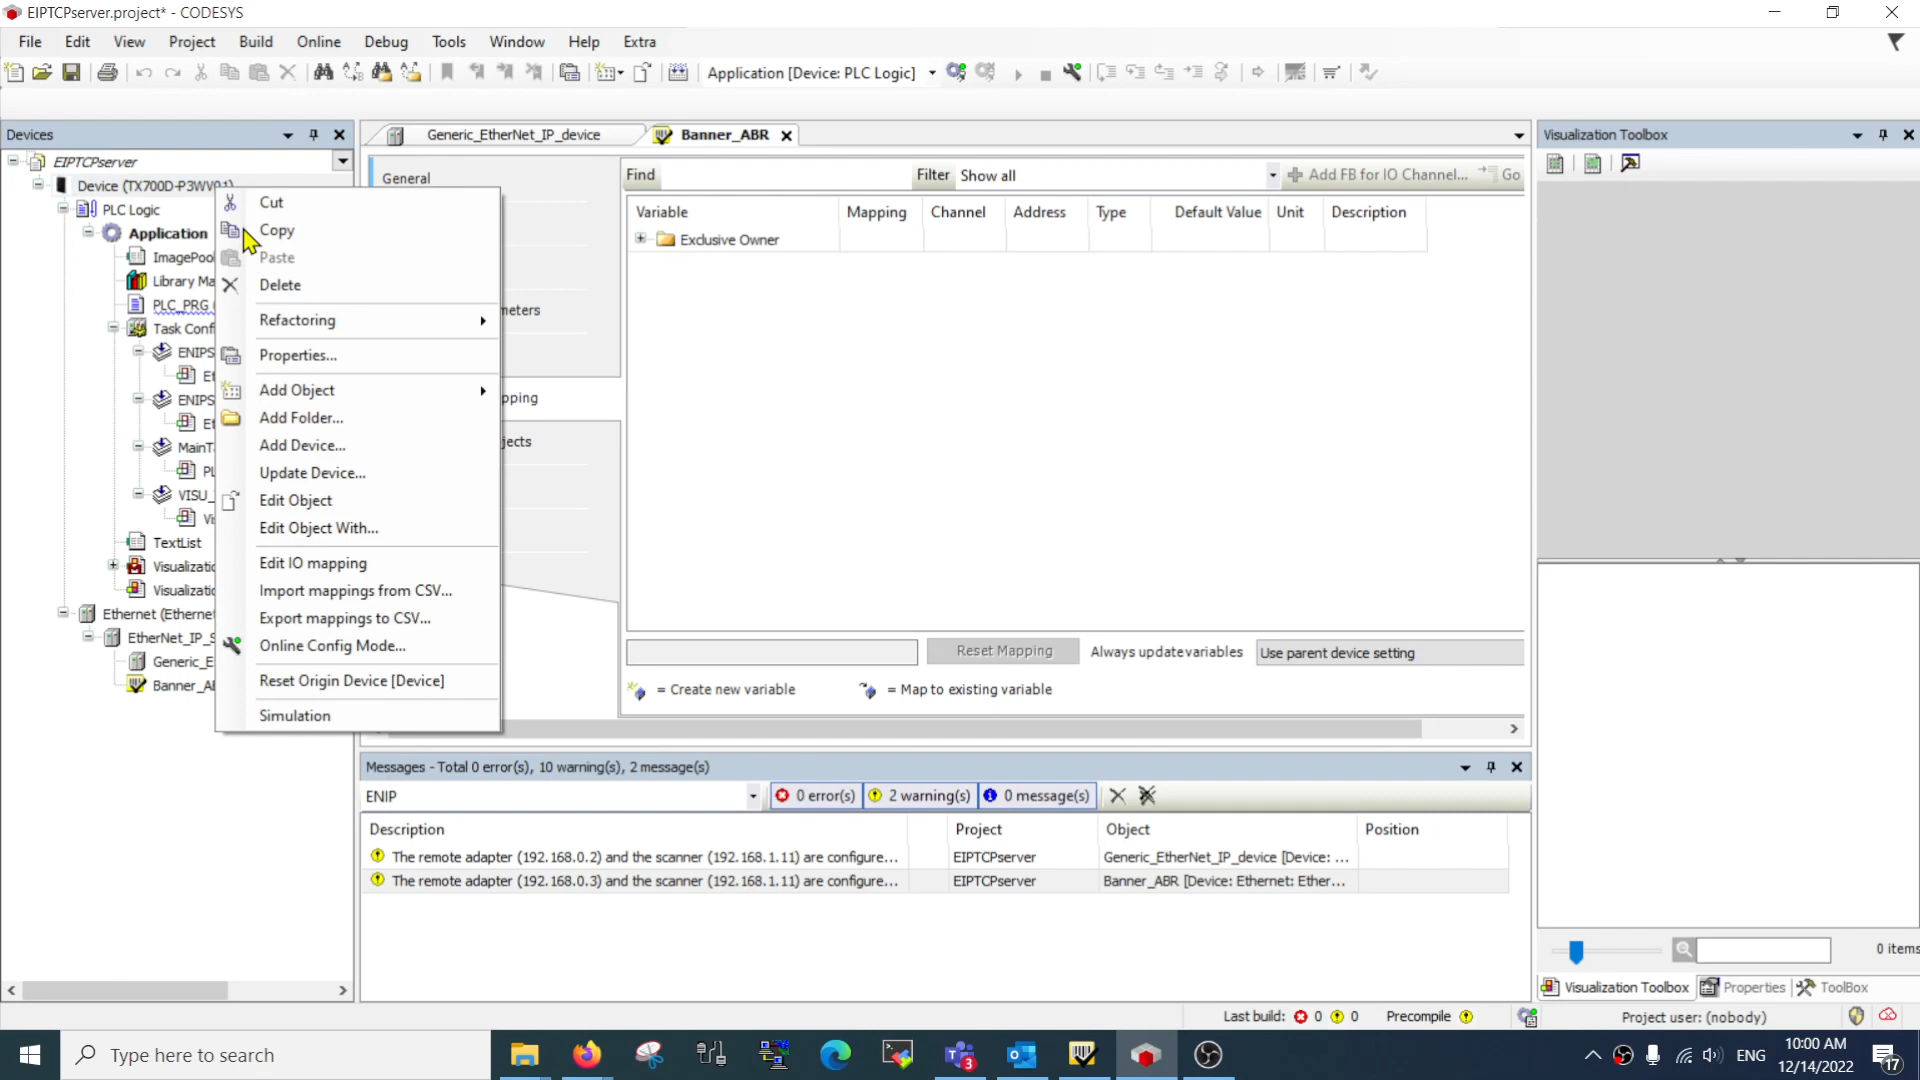 EIPTCPserver.project* - CODESYS
File Edit View Project Build Online Debug Tools Window Help Extra
Application [Device: PLC Logic]
Devices
EIPTCPserver
Device (TX700D-P3WV01)
PLC Logic
Application
ImagePool
Library Ma
PLC_PRG
Task Conf
ENIPS
Et
ENIPS
Et
MainT
PL
VISU_
Vi
TextList
Visualizatio
Visualizatio
Ethernet (Etherne
EtherNet_IP_S
Generic_E
Banner_AB
Cut
Copy
Paste
Delete
Refactoring
Properties...
Add Object
Add Folder...
Add Device...
Update Device...
Edit Object
Edit Object With...
Edit IO mapping
Import mappings from CSV...
Export mappings to CSV...
Online Config Mode...
Reset Origin Device [Device]
Simulation
Generic_EtherNet_IP_device
Banner_ABR
General
meters
pping
jects
Find
Filter Show all
Add FB for IO Channel...
Go
Variable Mapping Channel Address Type Default Value Unit Description
Exclusive Owner
Reset Mapping Always updatevariables Use parent device setting
= Create new variable = Map to existing variable
Messages - Total 0 error(s), 10 warning(s), 2 message(s)
ENIP 0 error(s) 2 warning(s) 0 message(s)
Description Project Object Position
The remote adapter (192.168.0.2) and the scanner (192.168.1.11) are configure... EIPTCPserver Generic_EtherNet_IP_device [Device: ...
The remote adapter (192.168.0.3) and the scanner (192.168.1.11) are configure... EIPTCPserver Banner_ABR [Device: Ethernet: Ether...
Visualization Toolbox
0 items
Visualization Toolbox Properties ToolBox
Last build: 0 0 Precompile Project user: (nobody)
Type here to search
3
ENG
10:00 AM
12/14/2022
17